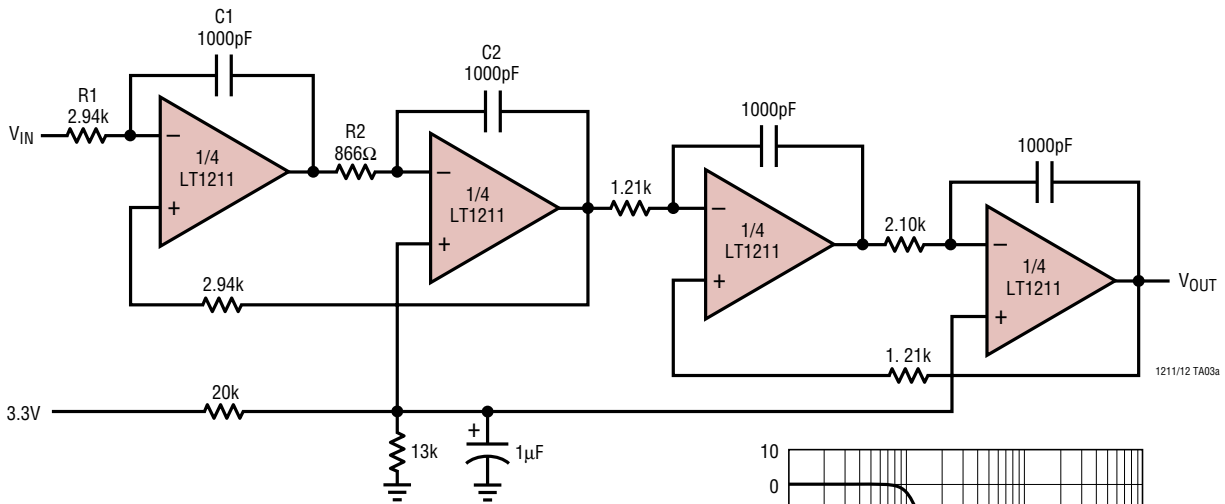 C1
1000pF
C2
1000pF
R1
2.94k
VIN
−
+
1/4
LT1211
R2
866Ω
−
+
1/4
LT1211
2.94k
1000pF
1.21k
−
+
1/4
LT1211
1000pF
2.10k
−
+
1/4
LT1211
VOUT
1.21k
1211/12 TA03a
3.3V
20k
13k
+
1µF
10
0